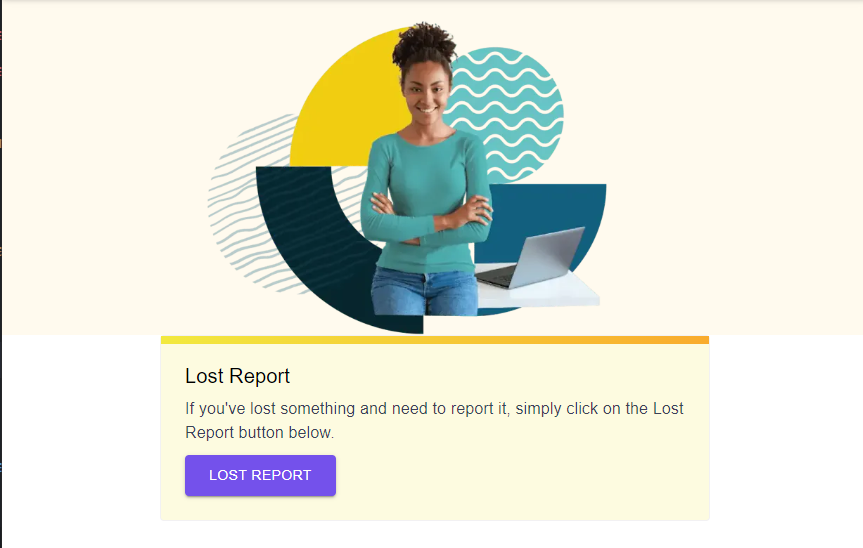 Lost Report
If you've lost something and need to report it, simply click on the Lost
Report button below.
LOST REPORT